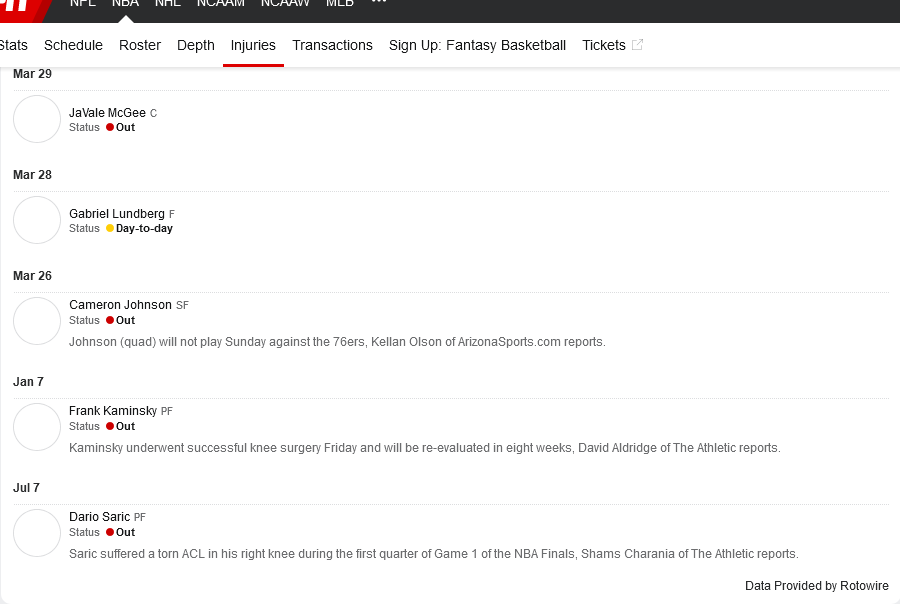 NFL NBA NHL NCAAM NCAAW MLB ...
Stats Schedule Roster Depth Injuries Transactions Sign Up: Fantasy Basketball Tickets
Mar 29
JaVale McGee C
Status Out
Mar 28
Gabriel Lundberg F
Status Day-to-day
Mar 26
Cameron Johnson SF
Status Out
Johnson (quad) will not play Sunday against the 76ers, Kellan Olson of ArizonaSports.com reports.
Jan 7
Frank Kaminsky PF
Status Out
Kaminsky underwent successful knee surgery Friday and will be re-evaluated in eight weeks, David Aldridge of The Athletic reports.
Jul 7
Dario Saric PF
Status Out
Saric suffered a torn ACL in his right knee during the first quarter of Game 1 of the NBA Finals, Shams Charania of The Athletic reports.
Data Provided by Rotowire